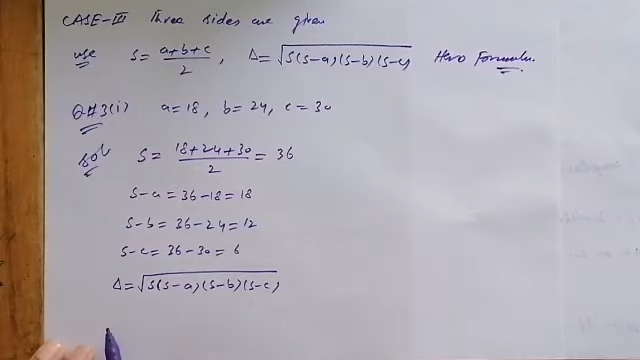 CASE-III Three sides are given
use S = a+b+c/2 , Δ = √S(S-a)(S-b)(S-c) Hero Formula.
Q#3(i) a=18, b=24, c=30
Sol S = 18+24+30/2 = 36
S-a = 36-18 = 18
S-b = 36-24 = 12
S-c = 36-30 = 6
Δ = √S(S-a)(S-b)(S-c)